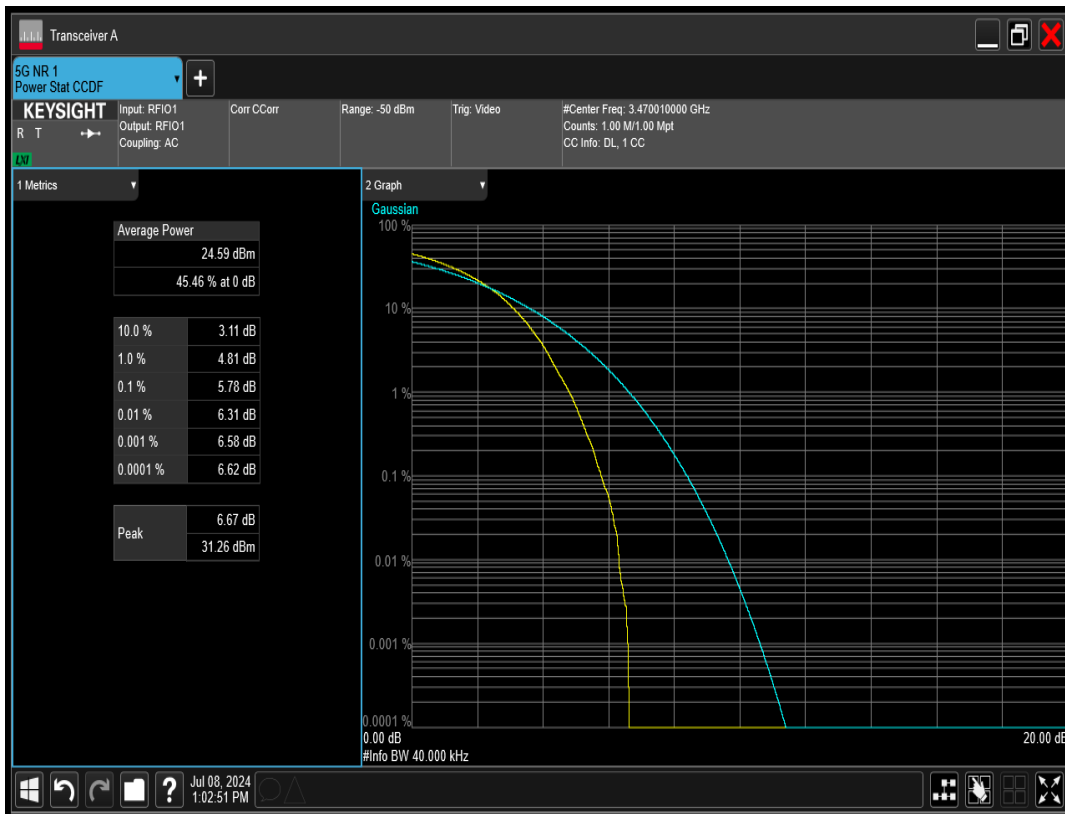 Transceiver A
5G NR 1
Power Stat CCDF
+
KEYSIGHT
R T
LXI
Input: RFIO1
Output: RFIO1
Coupling: AC
Corr CCorr
Range: -50 dBm
Trig: Video
#Center Freq: 3.470010000 GHz
Counts: 1.00 M/1.00 Mpt
CC Info: DL, 1 CC
1 Metrics
Average Power
24.59 dBm
45.46 % at 0 dB
10.0 % 3.11 dB
1.0 % 4.81 dB
0.1 % 5.78 dB
0.01 % 6.31 dB
0.001 % 6.58 dB
0.0001 % 6.62 dB
Peak
6.67 dB
31.26 dBm
2 Graph
Gaussian
100 %
10 %
1 %
0.1 %
0.01 %
0.001 %
0.0001 %
0.00 dB
20.00 dB
#Info BW 40.000 kHz
?
Jul 08, 2024
1:02:51 PM